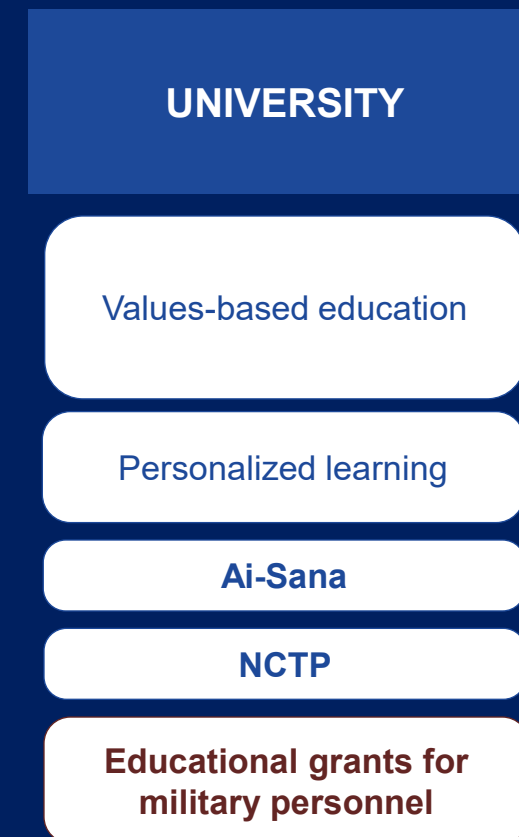 UNIVERSITY
Values-based education
Personalized learning
Ai-Sana
NCTP
Educational grants for
military personnel